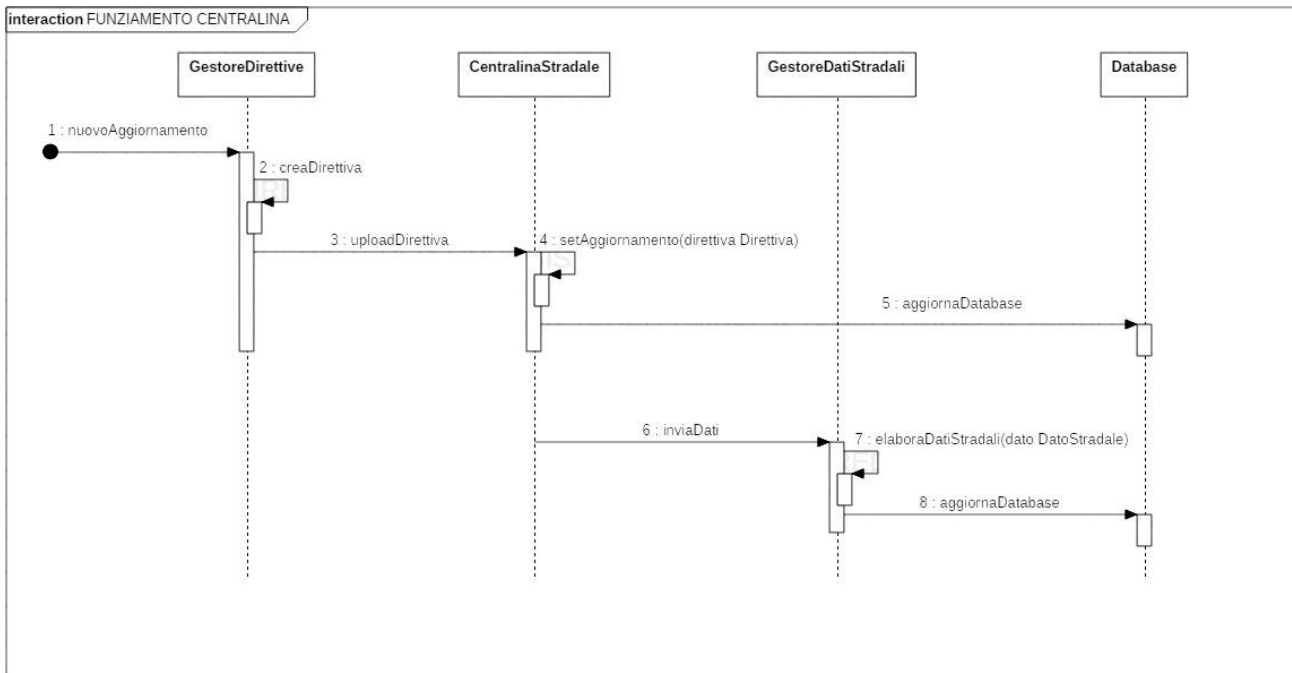 interaction FUNZIAMENTO CENTRALINA
GestoreDirettive
CentralinaStradale
GestoreDatiStradali
Database
1 : nuovoAggiornamento
2 : creaDirettiva
3 : uploadDirettiva
4 : setAggiornamento(direttiva Direttiva)
5 : aggiornaDatabase
6 : inviaDati
7 : elaboraDatiStradali(dato DatoStradale)
8 : aggiornaDatabase